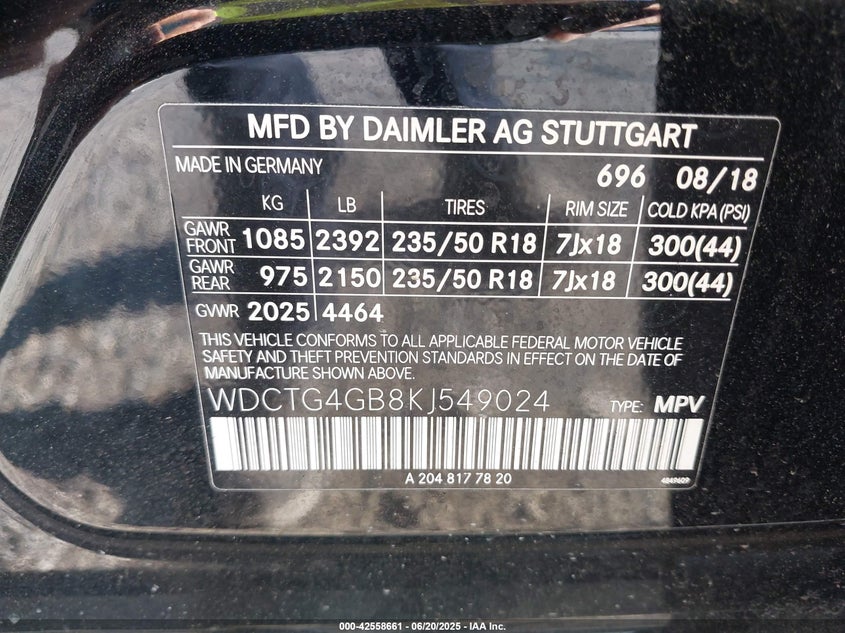 MFD BY DAIMLER AG STUTTGART
MADE IN GERMANY 696 08/18
KG LB TIRES RIM SIZE COLD KPA (PSI)
GAWR FRONT 1085 2392 235/50 R18 7Jx18 300(44)
GAWR REAR 975 2150 235/50 R18 7Jx18 300(44)
GVWR 2025 4464
THIS VEHICLE CONFORMS TO ALL APPLICABLE FEDERAL MOTOR VEHICLE
SAFETY AND THEFT PREVENTION STANDARDS IN EFFECT ON THE DATE OF
MANUFACTURE SHOWN ABOVE.
WDCTG4GB8KJ549024 TYPE: MPV
A 204 817 78 20 4849609
000-42558661 - 06/20/2025 - IAA Inc.